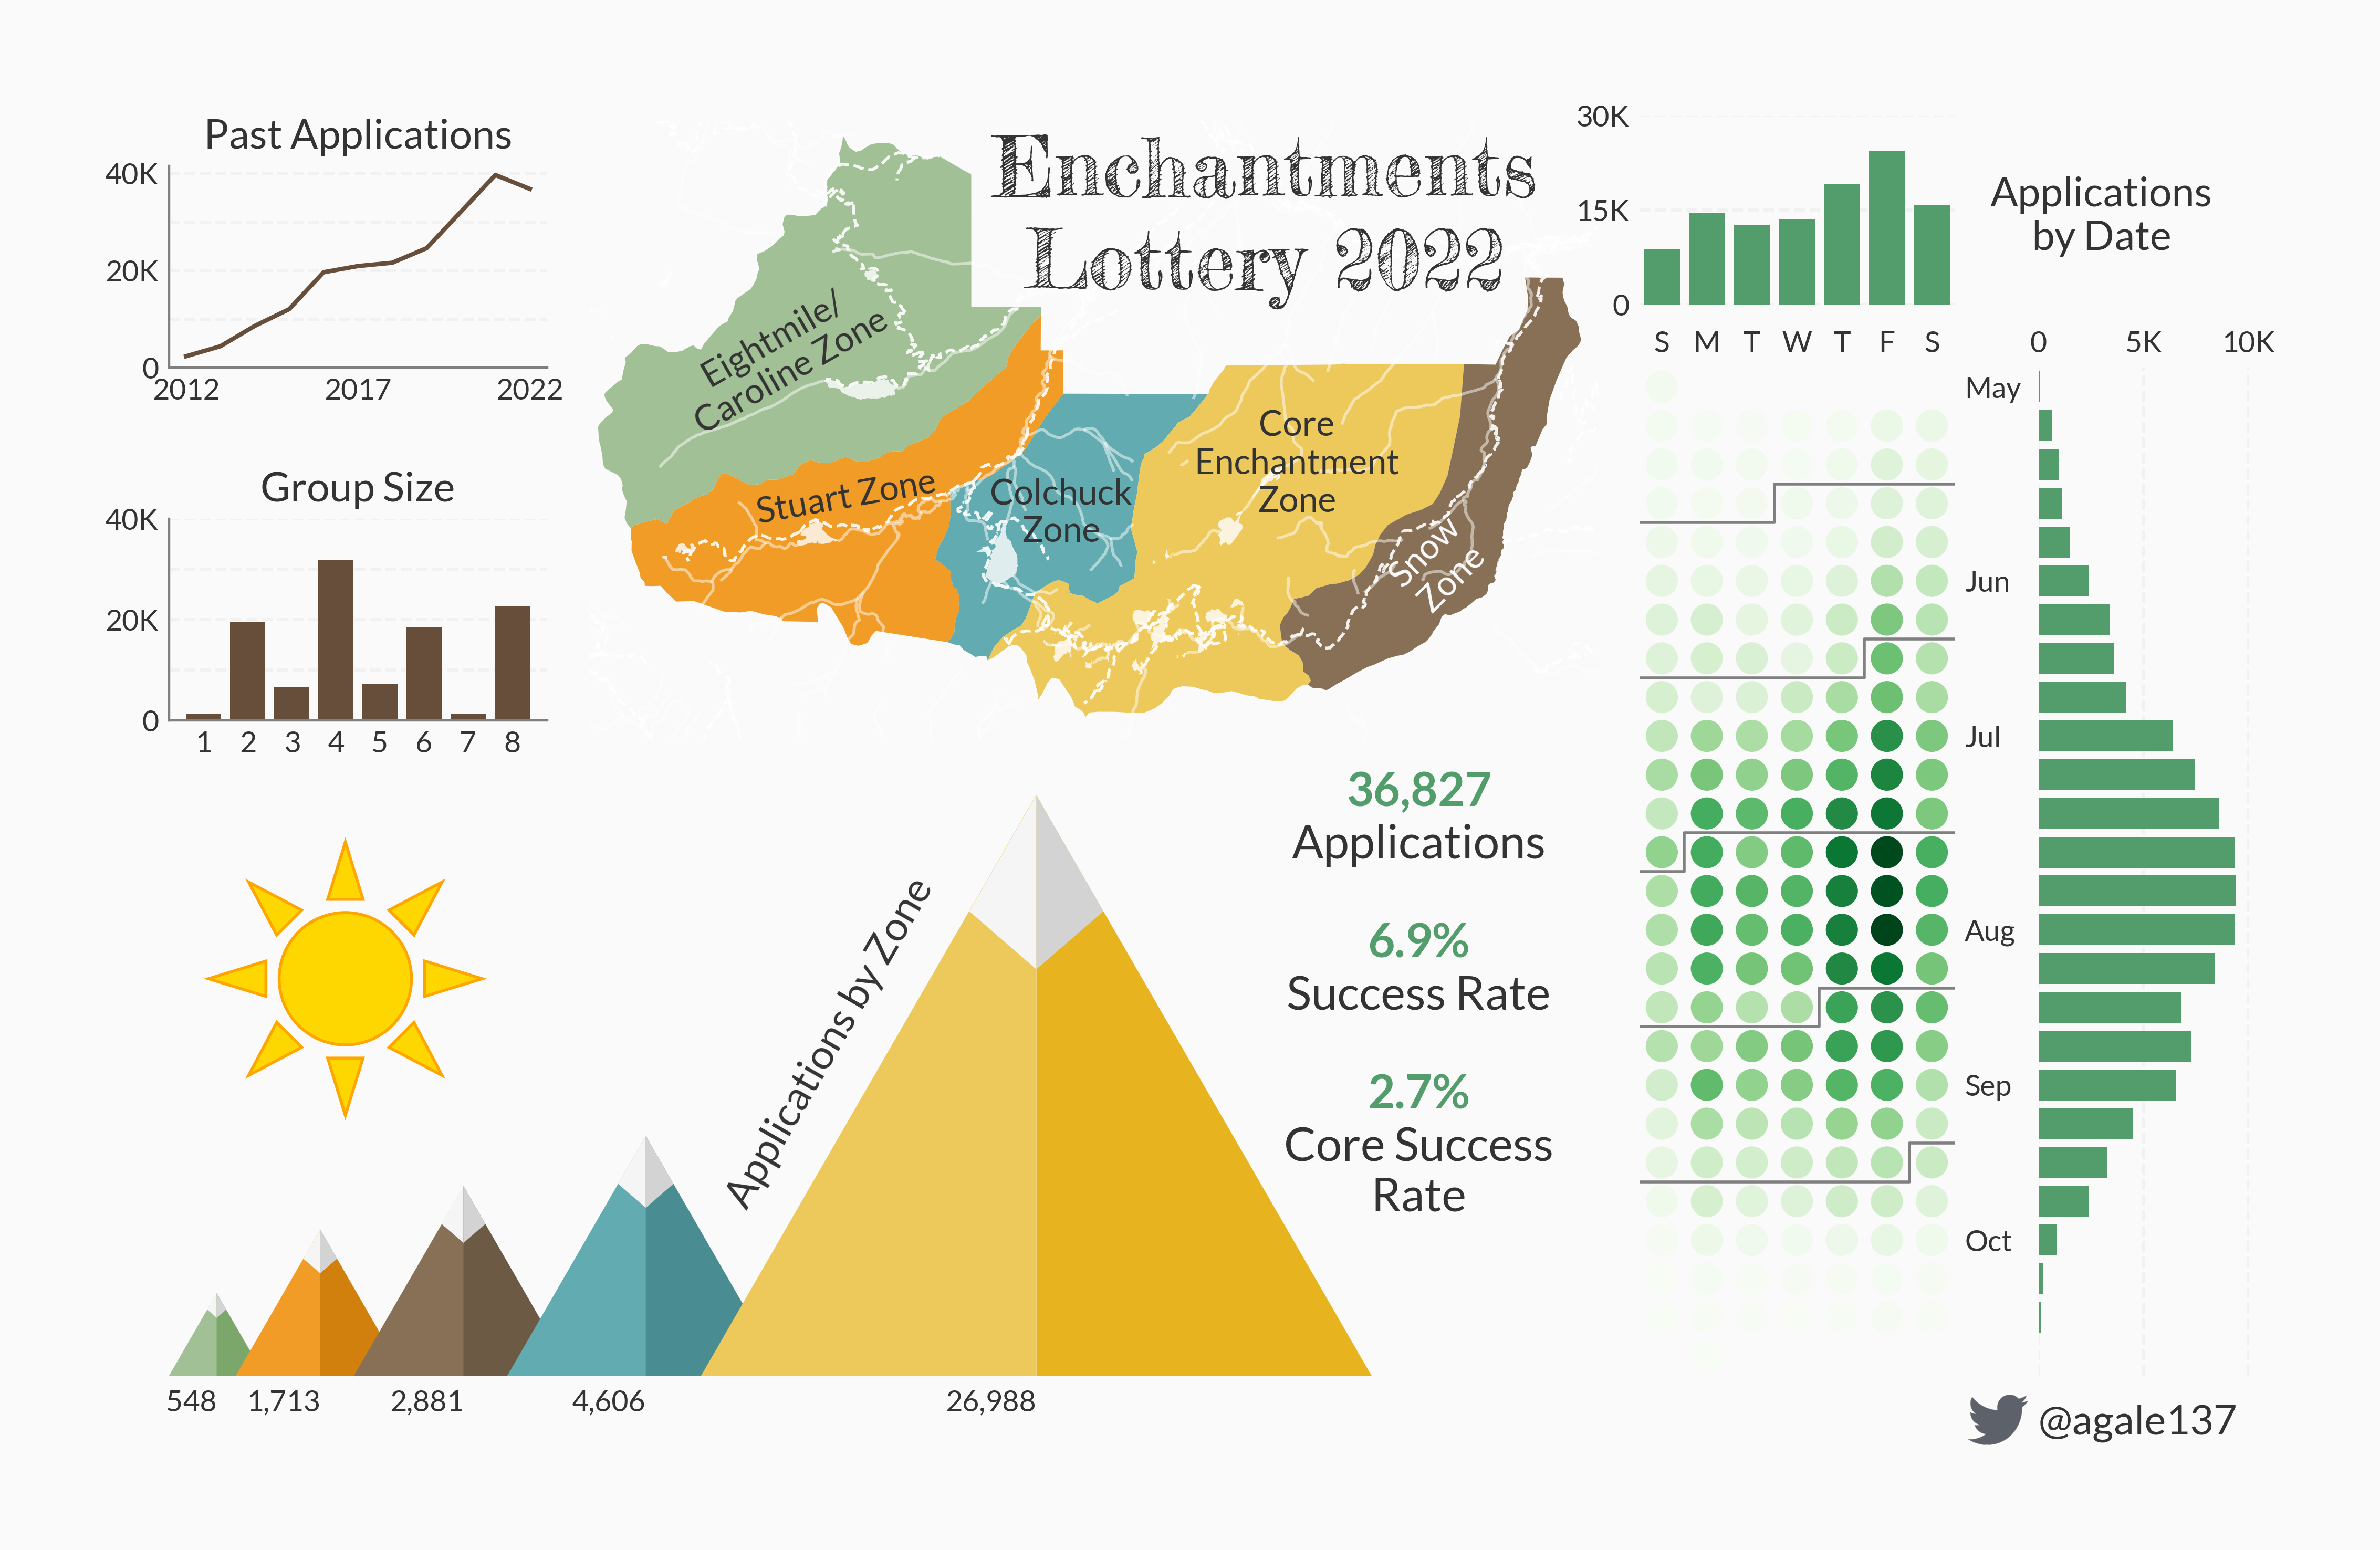 Enchantments
Lottery 2022
Past Applications
40K
20K
0
2012 2017 2022
Group Size
40K
20K
0
1 2 3 4 5 6 7 8
Eightmile/
Caroline Zone
Stuart Zone
Colchuck
Zone
Core
Enchantment
Zone
Snow
Zone
30K
15K
0
S M T W T F S
Applications
by Date
0 5K 10K
May
Jun
Jul
Aug
Sep
Oct
36,827
Applications
6.9%
Success Rate
2.7%
Core Success
Rate
Applications by Zone
548 1,713 2,881 4,606 26,988
@agale137